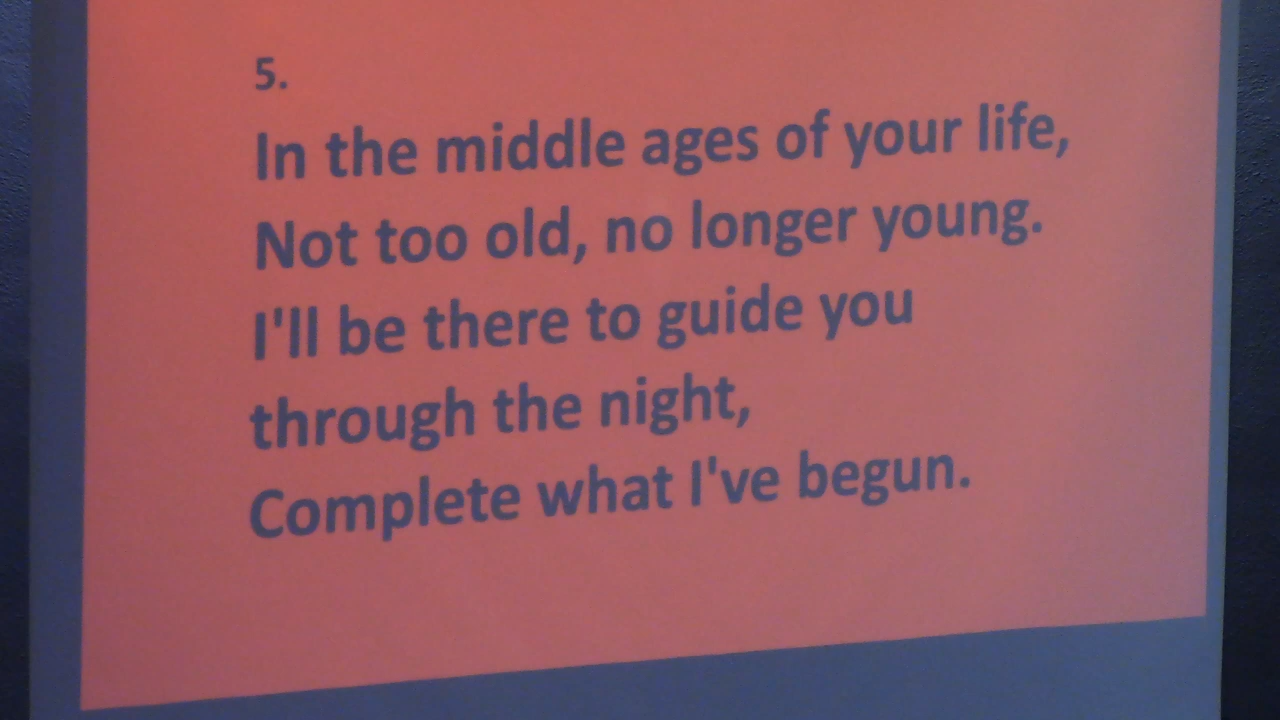 5.
In the middle ages of your life,
Not too old, no longer young.
I'll be there to guide you
through the night,
Complete what I've begun.